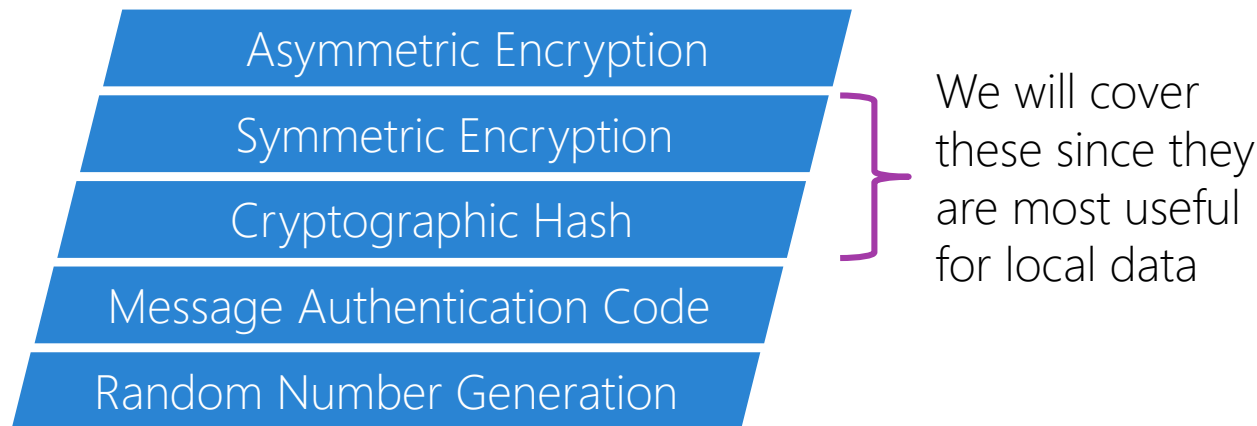 Asymmetric Encryption
Symmetric Encryption
Cryptographic Hash
Message Authentication Code
Random Number Generation
We will cover
these since they
are most useful
for local data